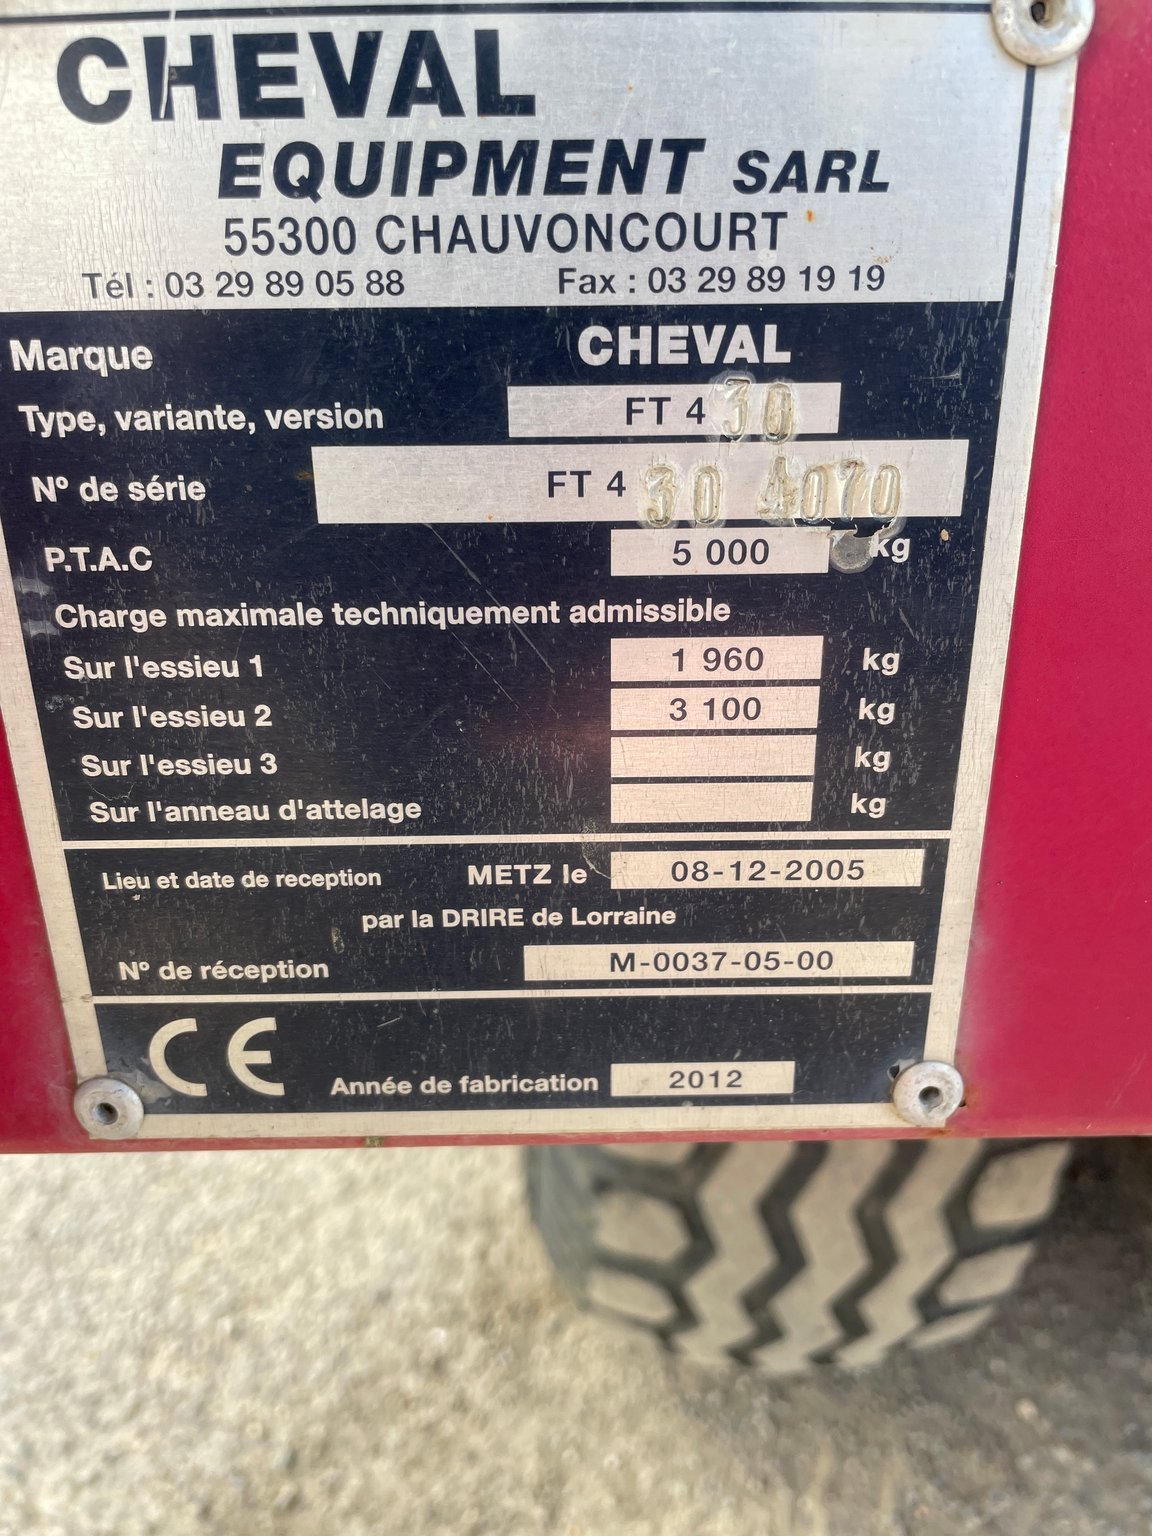 CHEVAL
EQUIPMENT SARL
55300 CHAUVONCOURT
Tél : 03 29 89 05 88 Fax : 03 29 89 19 19
Marque CHEVAL
Type, variante, version FT 4 30
N° de série FT 4 30 4070
P.T.A.C 5 000 kg
Charge maximale techniquement admissible
Sur l'essieu 1 1 960 kg
Sur l'essieu 2 3 100 kg
Sur l'essieu 3 kg
Sur l'anneau d'attelage kg
Lieu et date de reception METZ le 08-12-2005
par la DRIRE de Lorraine
N° de réception M-0037-05-00
CE Année de fabrication 2012